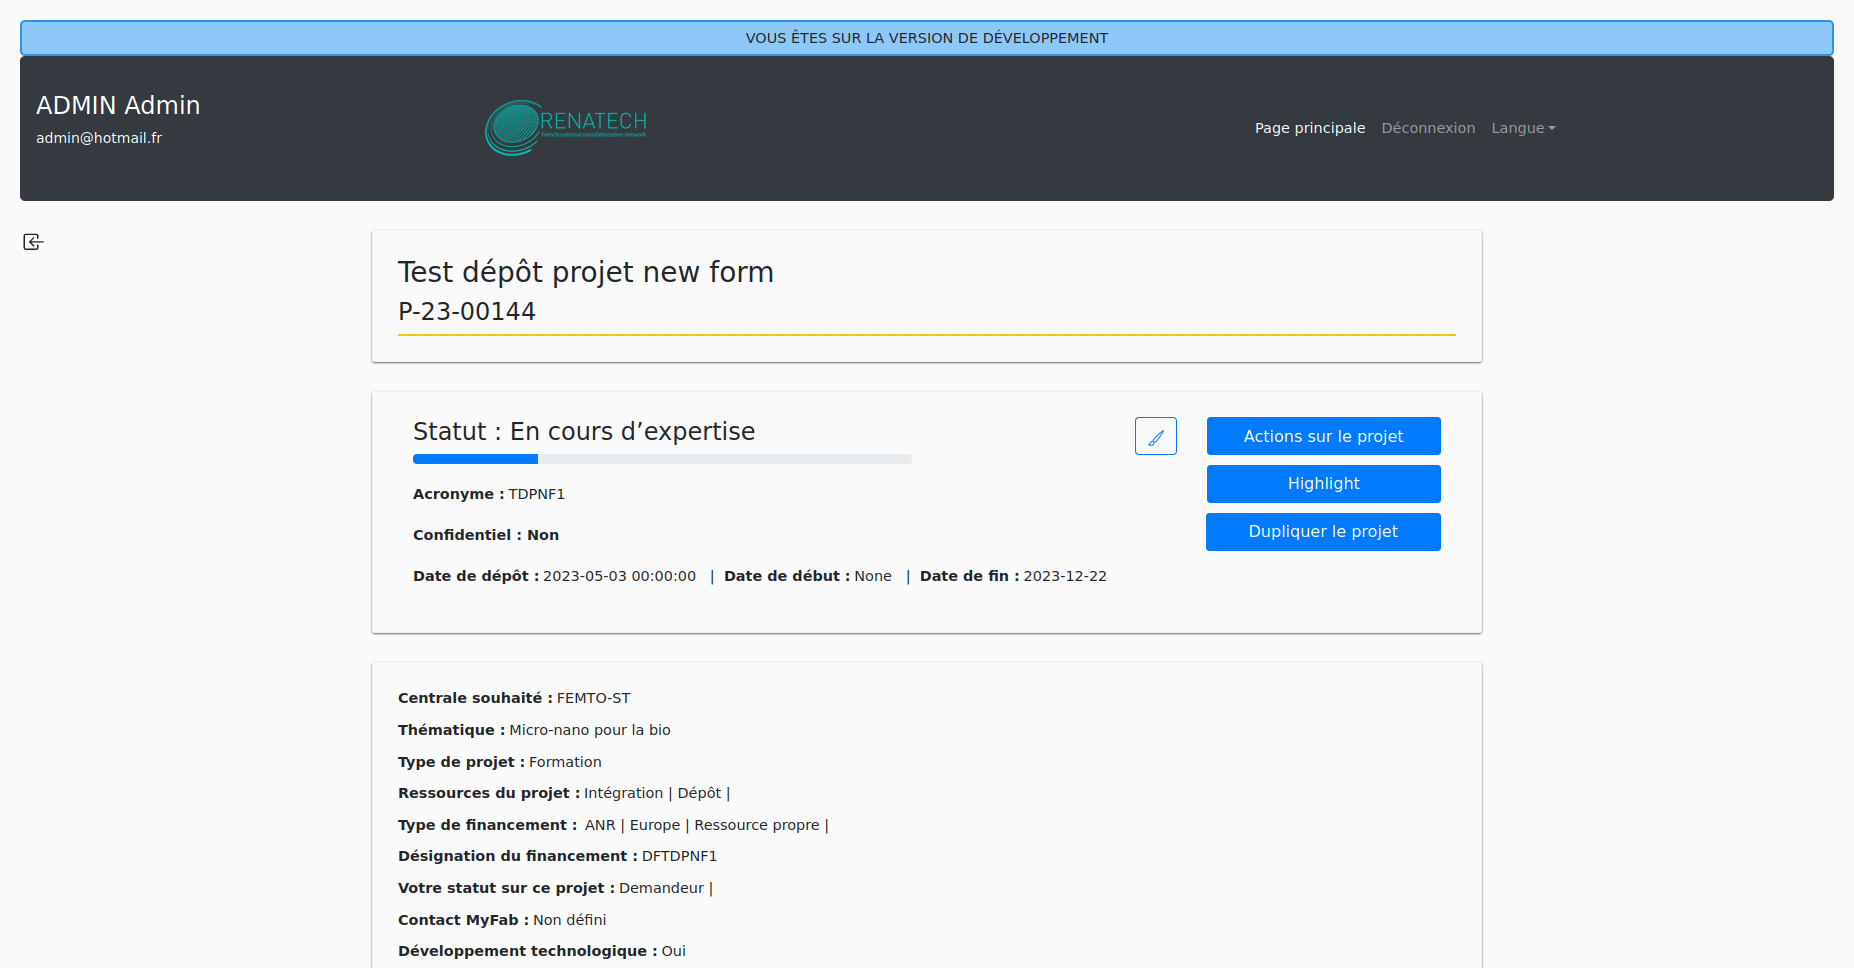 VOUS ÊTES SUR LA VERSION DE DÉVELOPPEMENT
ADMIN Admin
admin@hotmail.fr
RENATECH
French national nanofabrication network
Page principale Déconnexion Langue
Test dépôt projet new form
P-23-00144
Statut : En cours d’expertise
Actions sur le projet
Highlight
Dupliquer le projet
Acronyme : TDPNF1
Confidentiel : Non
Date de dépôt : 2023-05-03 00:00:00 | Date de début : None | Date de fin : 2023-12-22
Centrale souhaité : FEMTO-ST
Thématique : Micro-nano pour la bio
Type de projet : Formation
Ressources du projet : Intégration | Dépôt |
Type de financement : ANR | Europe | Ressource propre |
Désignation du financement : DFTDPNF1
Votre statut sur ce projet : Demandeur |
Contact MyFab : Non défini
Développement technologique : Oui